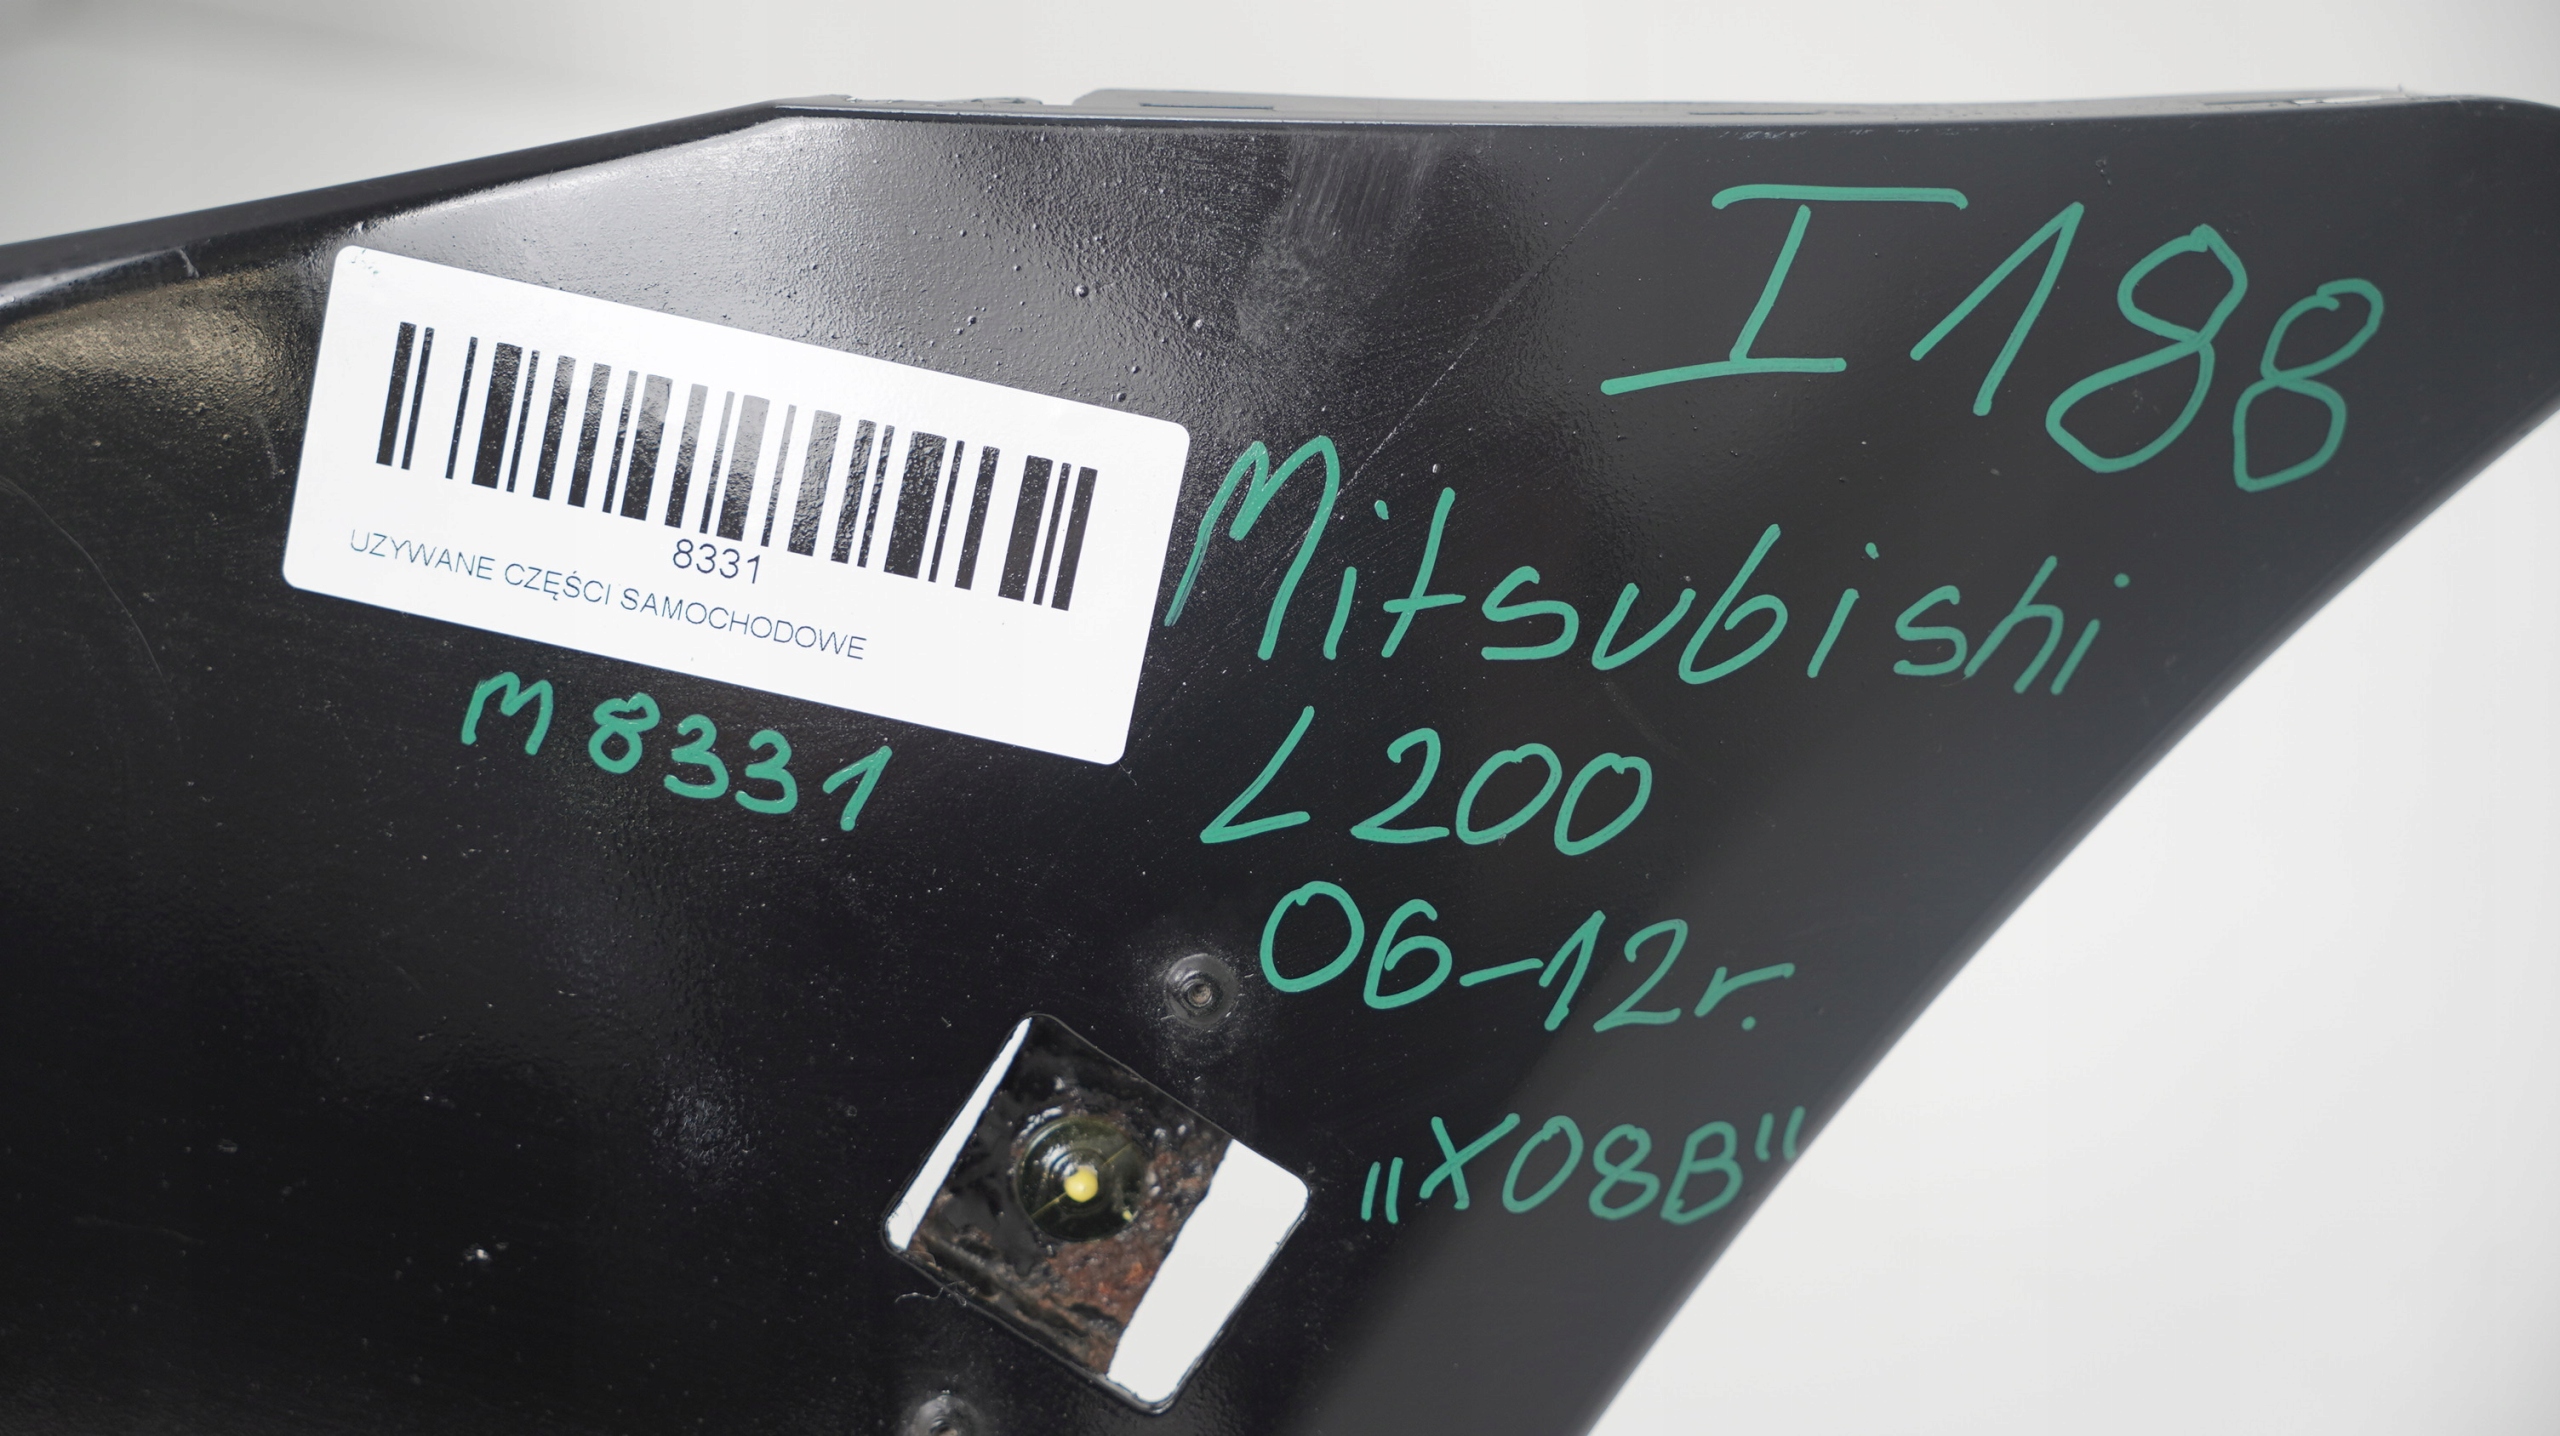 I188
8331
UZYWANE CZĘŚCI SAMOCHODOWE
M8331
Mitsubishi
L200
06-12r.
"X08B"